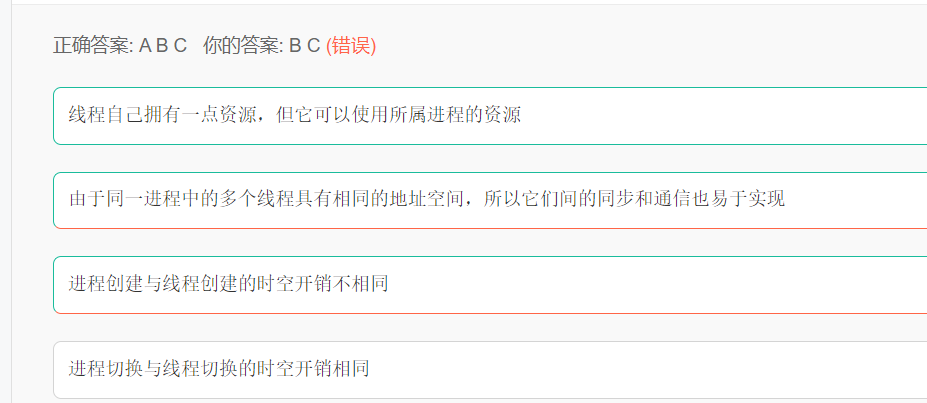 正确答案: A B C 你的答案: B C (错误)
线程自己拥有一点资源，但它可以使用所属进程的资源
由于同一进程中的多个线程具有相同的地址空间，所以它们间的同步和通信也易于实现
进程创建与线程创建的时空开销不相同
进程切换与线程切换的时空开销相同